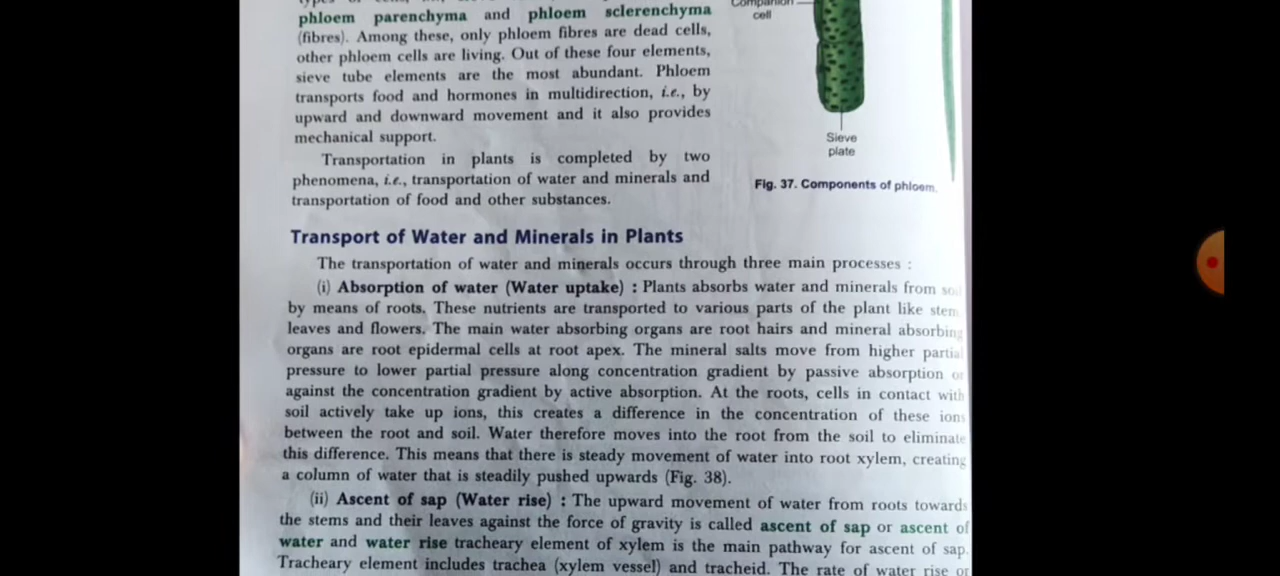 phloem parenchyma and phloem sclerenchyma
(fibres). Among these, only phloem fibres are dead cells,
other phloem cells are living. Out of these four elements,
sieve tube elements are the most abundant. Phloem
transports food and hormones in multidirection, i.e., by
upward and downward movement and it also provides
mechanical support.
Transportation in plants is completed by two
phenomena, i.e., transportation of water and minerals and
transportation of food and other substances.
Companion
cell
Sieve
plate
Fig. 37. Components of phloem.
Transport of Water and Minerals in Plants
The transportation of water and minerals occurs through three main processes :
(i) Absorption of water (Water uptake) : Plants absorbs water and minerals from soil
by means of roots. These nutrients are transported to various parts of the plant like stem,
leaves and flowers. The main water absorbing organs are root hairs and mineral absorbing
organs are root epidermal cells at root apex. The mineral salts move from higher partial
pressure to lower partial pressure along concentration gradient by passive absorption or
against the concentration gradient by active absorption. At the roots, cells in contact with
soil actively take up ions, this creates a difference in the concentration of these ions
between the root and soil. Water therefore moves into the root from the soil to eliminate
this difference. This means that there is steady movement of water into root xylem, creating
a column of water that is steadily pushed upwards (Fig. 38).
(ii) Ascent of sap (Water rise) : The upward movement of water from roots towards
the stems and their leaves against the force of gravity is called ascent of sap or ascent of
water and water rise tracheary element of xylem is the main pathway for ascent of sap.
Tracheary element includes trachea (xylem vessel) and tracheid. The rate of water rise or